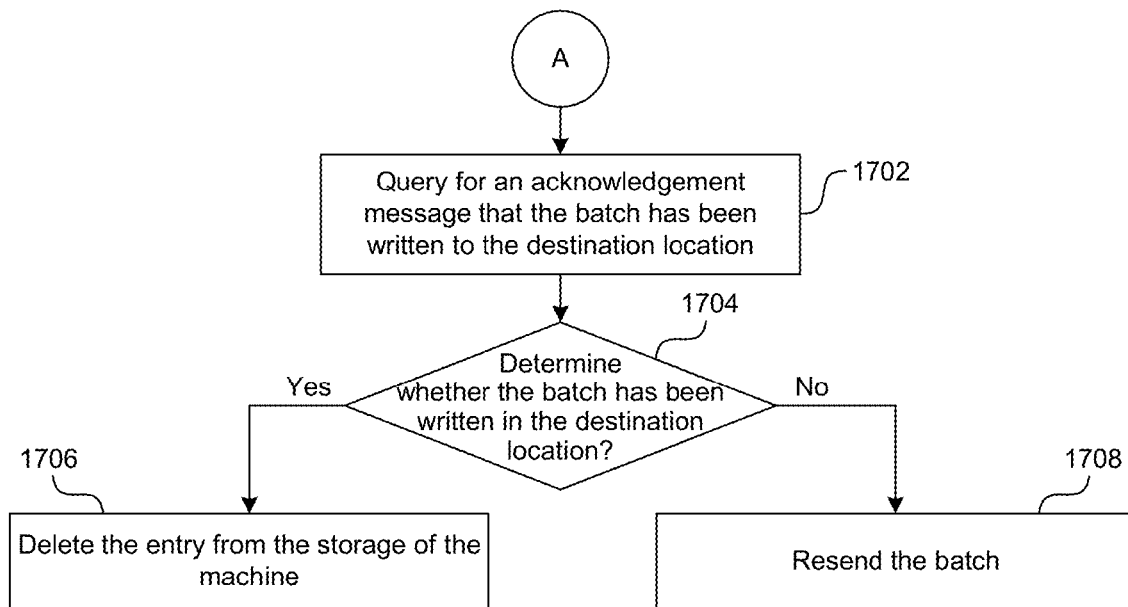 A
Query for an acknowledgement
message that the batch has been
written to the destination location
1702
1704
Determine
whether the batch has been
written in the destination
location?
Yes
No
1706
1708
Delete the entry from the storage of the
machine
Resend the batch